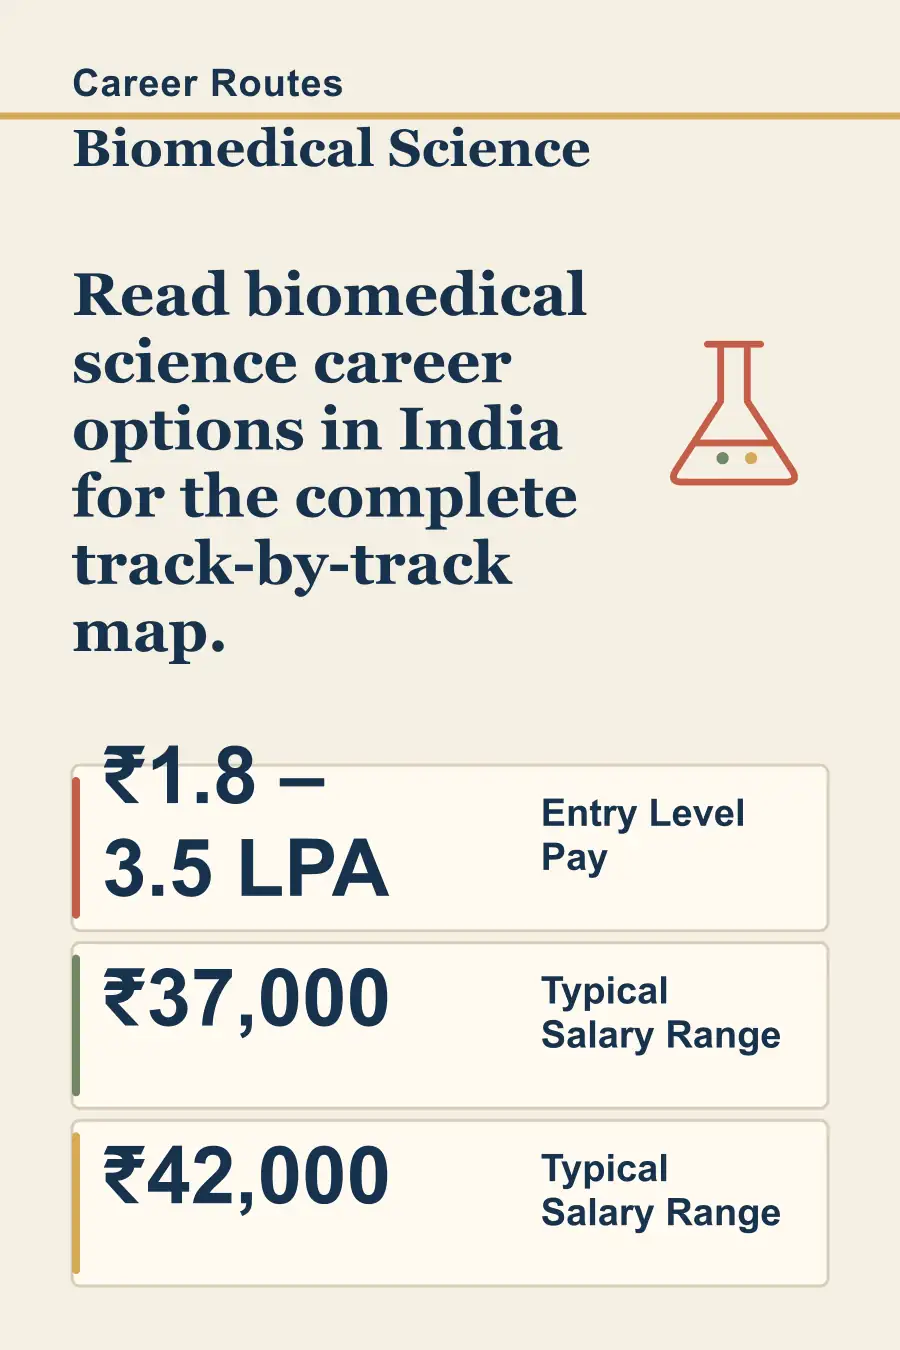 Career Routes
Biomedical Science
Read biomedical
science career
options in India
for the complete
track-by-track
map.
₹1.8 –
3.5 LPA
Entry Level
Pay
₹37,000
Typical
Salary Range
₹42,000
Typical
Salary Range